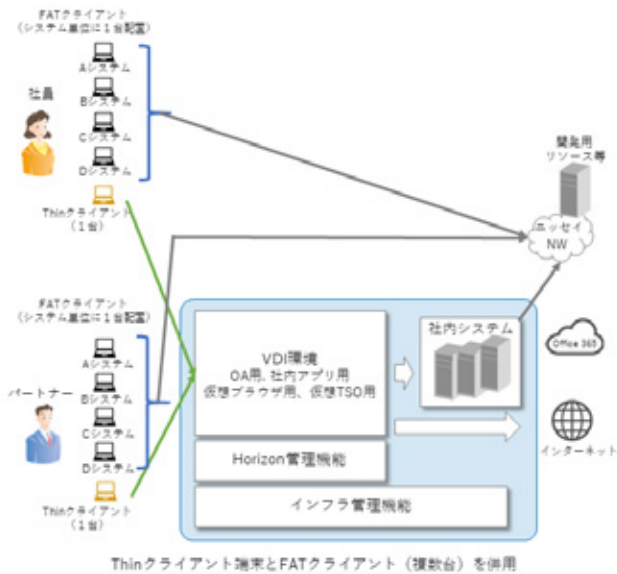 FATクライアント
（システム単位に１台配置）
Aシステム
社員
Bシステム
Cシステム
Dシステム
Thinクライアント
（１台）
開発用
リソース等
エッセイ
NW
FATクライアント
（システム単位に１台配置）
Aシステム
パートナー
Bシステム
Cシステム
Dシステム
Thinクライアント
（１台）
VDI環境
OA用、社内アプリ用
仮想ブラウザ用、仮想TSO用
社内システム
Office 365
インターネット
Horizon管理機能
インフラ管理機能
Thinクライアント端末とFATクライアント（複数台）を併用